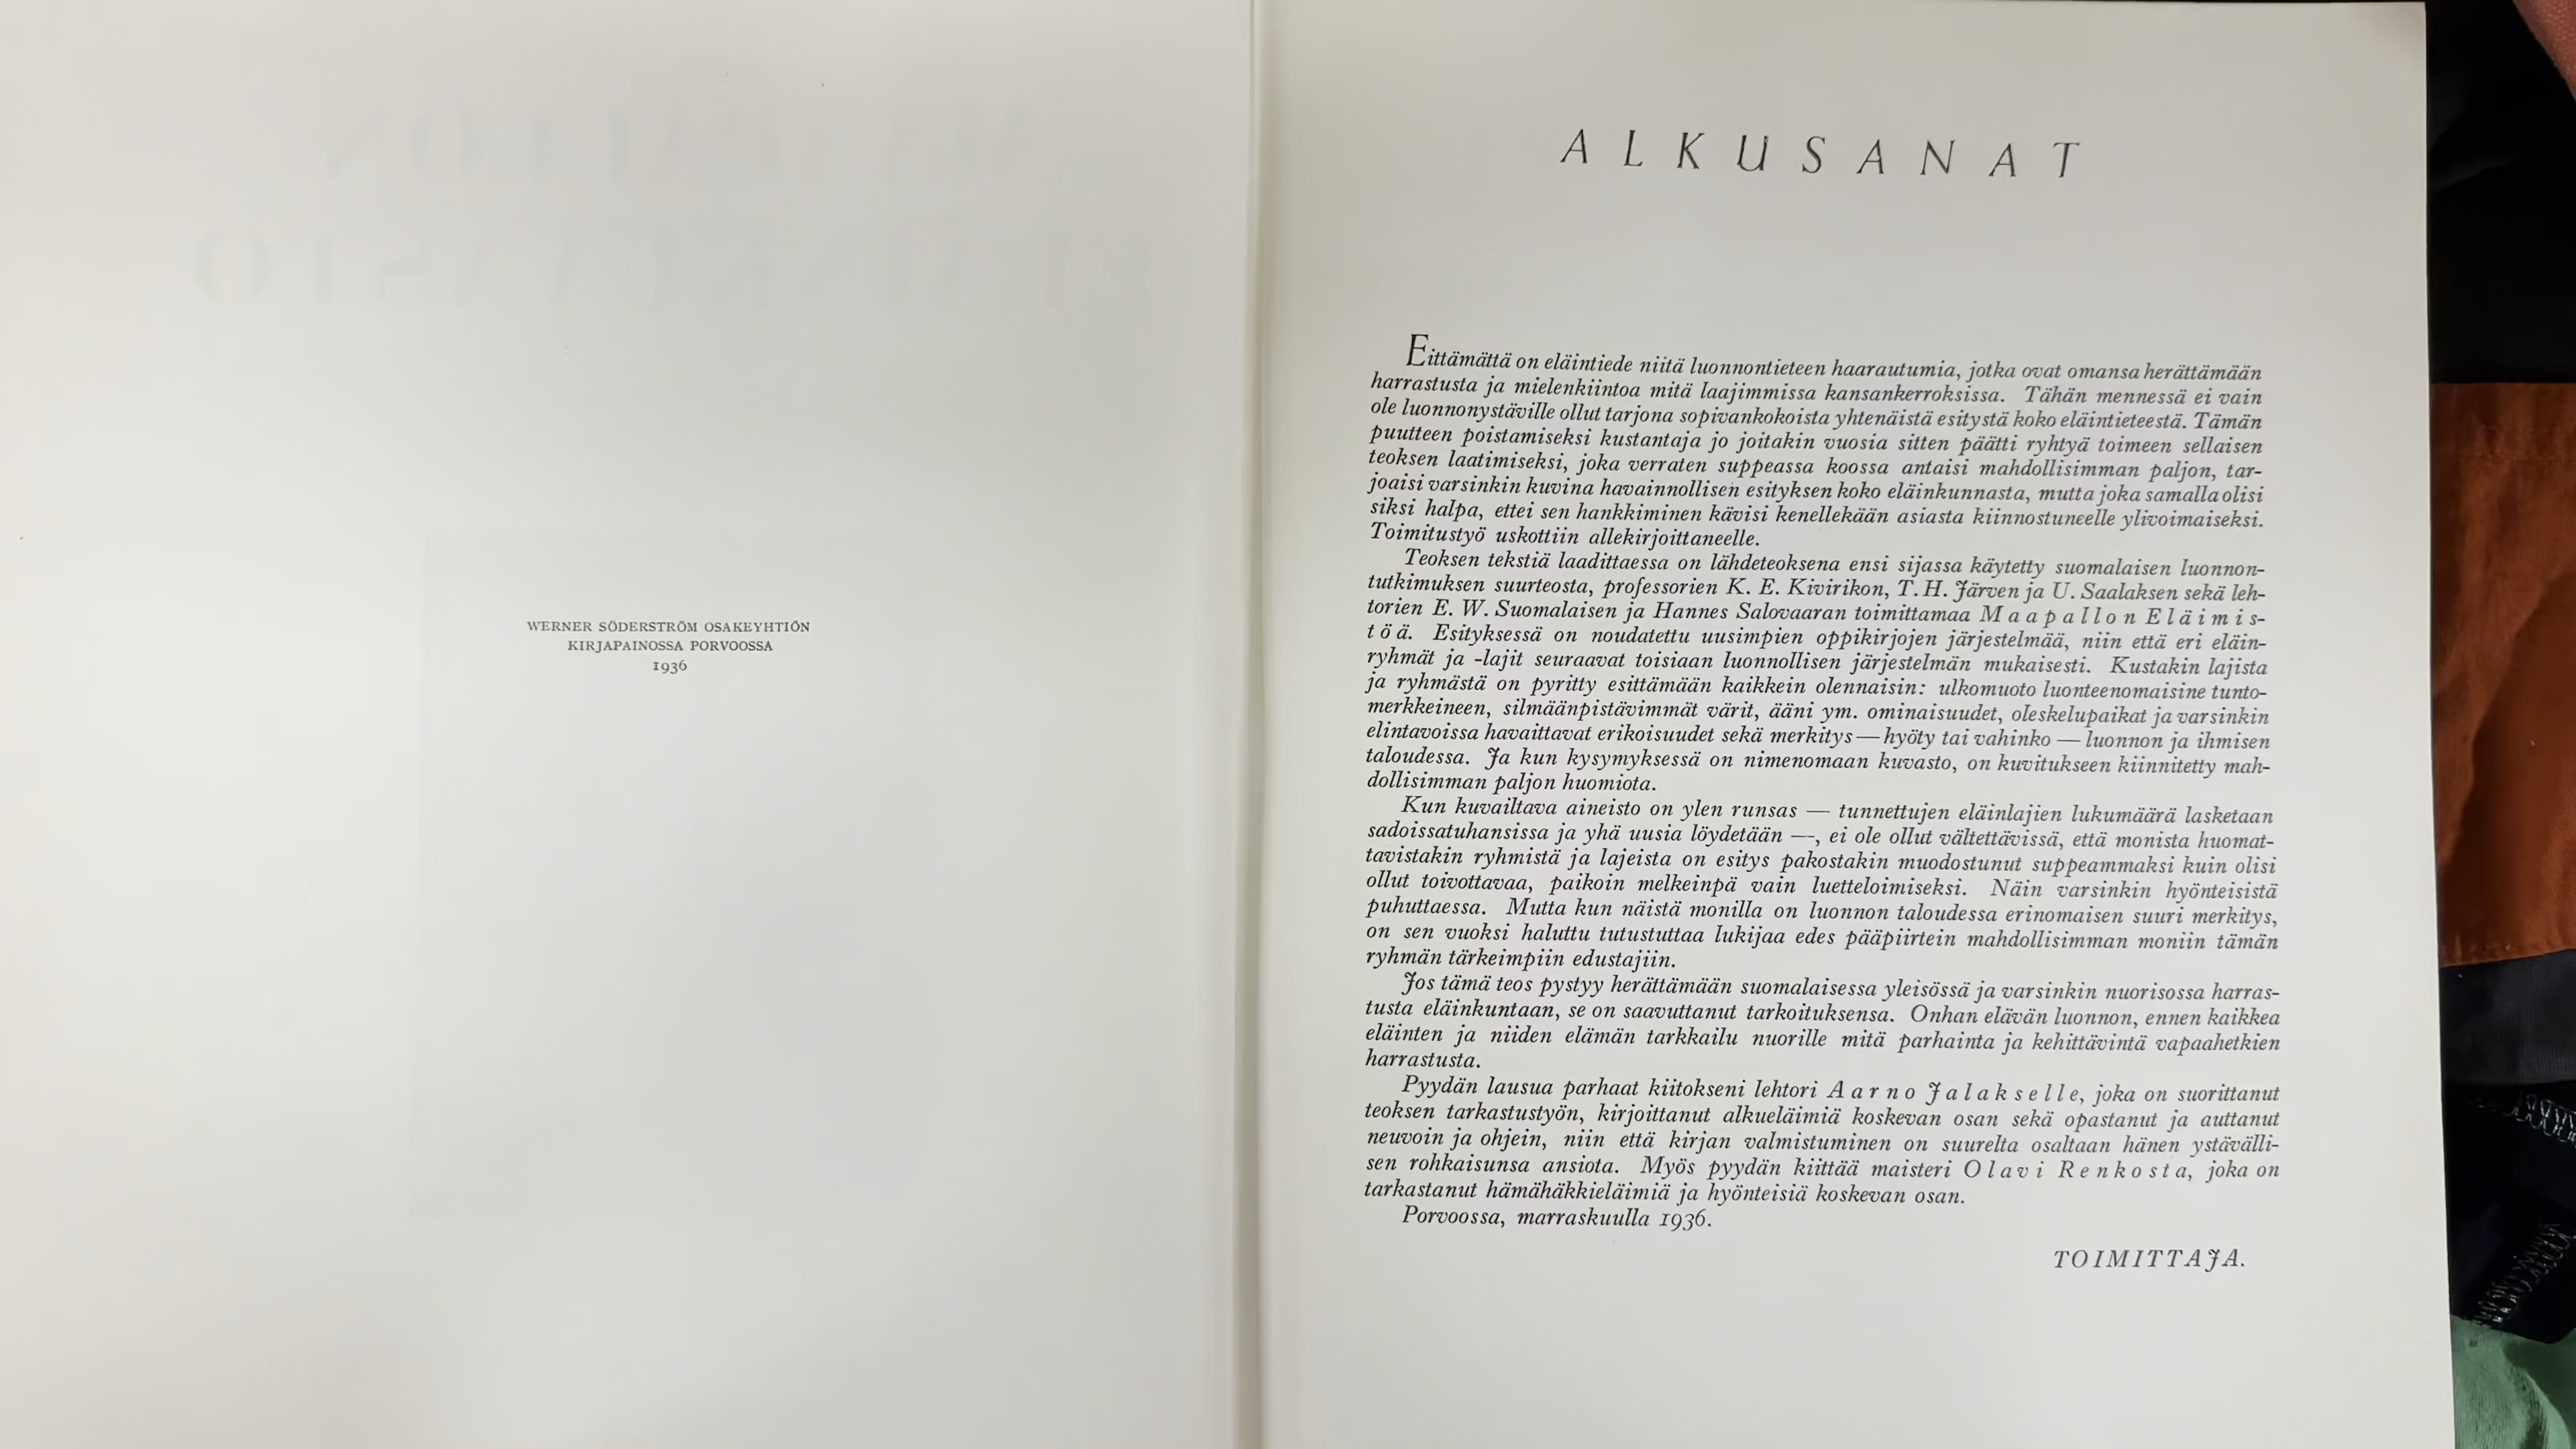 WERNER SÖDERSTRÖM OSAKEYHTIÖN
KIRJAPAINOSSA PORVOOSSA
1936
ALKUSANAT
Eittämättä on eläintiede niitä luonnontieteen haarautumia, jotka ovat omansa herättämään
harrastusta ja mielenkiintoa mitä laajimmissa kansankerroksissa. Tähän mennessä ei vain
ole luonnonystäville ollut tarjona sopivankokoista yhtenäistä esitystä koko eläintieteestä. Tämän
puutteen poistamiseksi kustantaja jo joitakin vuosia sitten päätti ryhtyä toimeen sellaisen
teoksen laatimiseksi, joka verraten suppeassa koossa antaisi mahdollisimman paljon, tar-
joaisi varsinkin kuvina havainnollisen esityksen koko eläinkunnasta, mutta joka samalla olisi
siksi halpa, ettei sen hankkiminen kävisi kenellekään asiasta kiinnostuneelle ylivoimaiseksi.
Toimitustyö uskottiin allekirjoittaneelle.
Teoksen tekstiä laadittaessa on lähdeteoksena ensi sijassa käytetty suomalaisen luonnon-
tutkimuksen suurteosta, professorien K. E. Kivirikon, T. H. Järven ja U. Saalaksen sekä leh-
torien E. W. Suomalaisen ja Hannes Salovaaran toimittamaa Maapallon Eläimis-
töä. Esityksessä on noudatettu uusimpien oppikirjojen järjestelmää, niin että eri eläin-
ryhmät ja -lajit seuraavat toisiaan luonnollisen järjestelmän mukaisesti. Kustakin lajista
ja ryhmästä on pyritty esittämään kaikkein olennaisin: ulkomuoto luonteenomaisine tunto-
merkkeineen, silmäänpistävimmät värit, ääni ym. ominaisuudet, oleskelupaikat ja varsinkin
elintavoissa havaittavat erikoisuudet sekä merkitys — hyöty tai vahinko — luonnon ja ihmisen
taloudessa. Ja kun kysymyksessä on nimenomaan kuvasto, on kuvitukseen kiinnitetty mah-
dollisimman paljon huomiota.
Kun kuvailtava aineisto on ylen runsas — tunnettujen eläinlajien lukumäärä lasketaan
sadoissatuhansissa ja yhä uusia löydetään —, ei ole ollut vältettävissä, että monista huomat-
tavistakin ryhmistä ja lajeista on esitys pakostakin muodostunut suppeammaksi kuin olisi
ollut toivottavaa, paikoin melkeinpä vain luetteloimiseksi. Näin varsinkin hyönteisistä
puhuttaessa. Mutta kun näistä monilla on luonnon taloudessa erinomaisen suuri merkitys,
on sen vuoksi haluttu tutustuttaa lukijaa edes pääpiirtein mahdollisimman moniin tämän
ryhmän tärkeimpiin edustajiin.
Jos tämä teos pystyy herättämään suomalaisessa yleisössä ja varsinkin nuorisossa harras-
tusta eläinkuntaan, se on saavuttanut tarkoituksensa. Onhan elävän luonnon, ennen kaikkea
eläinten ja niiden elämän tarkkailu nuorille mitä parhainta ja kehittävintä vapaahetkien
harrastusta.
Pyydän lausua parhaat kiitokseni lehtori Aarno Jalakselle, joka on suorittanut
teoksen tarkastustyön, kirjoittanut alkueläimiä koskevan osan sekä opastanut ja auttanut
neuvoin ja ohjein, niin että kirjan valmistuminen on suurelta osaltaan hänen ystävälli-
sen rohkaisunsa ansiota. Myös pyydän kiittää maisteri Olavi Renkosta, joka on
tarkastanut hämähäkkieläimiä ja hyönteisiä koskevan osan.
Porvoossa, marraskuulla 1936.
TOIMITTAJA.